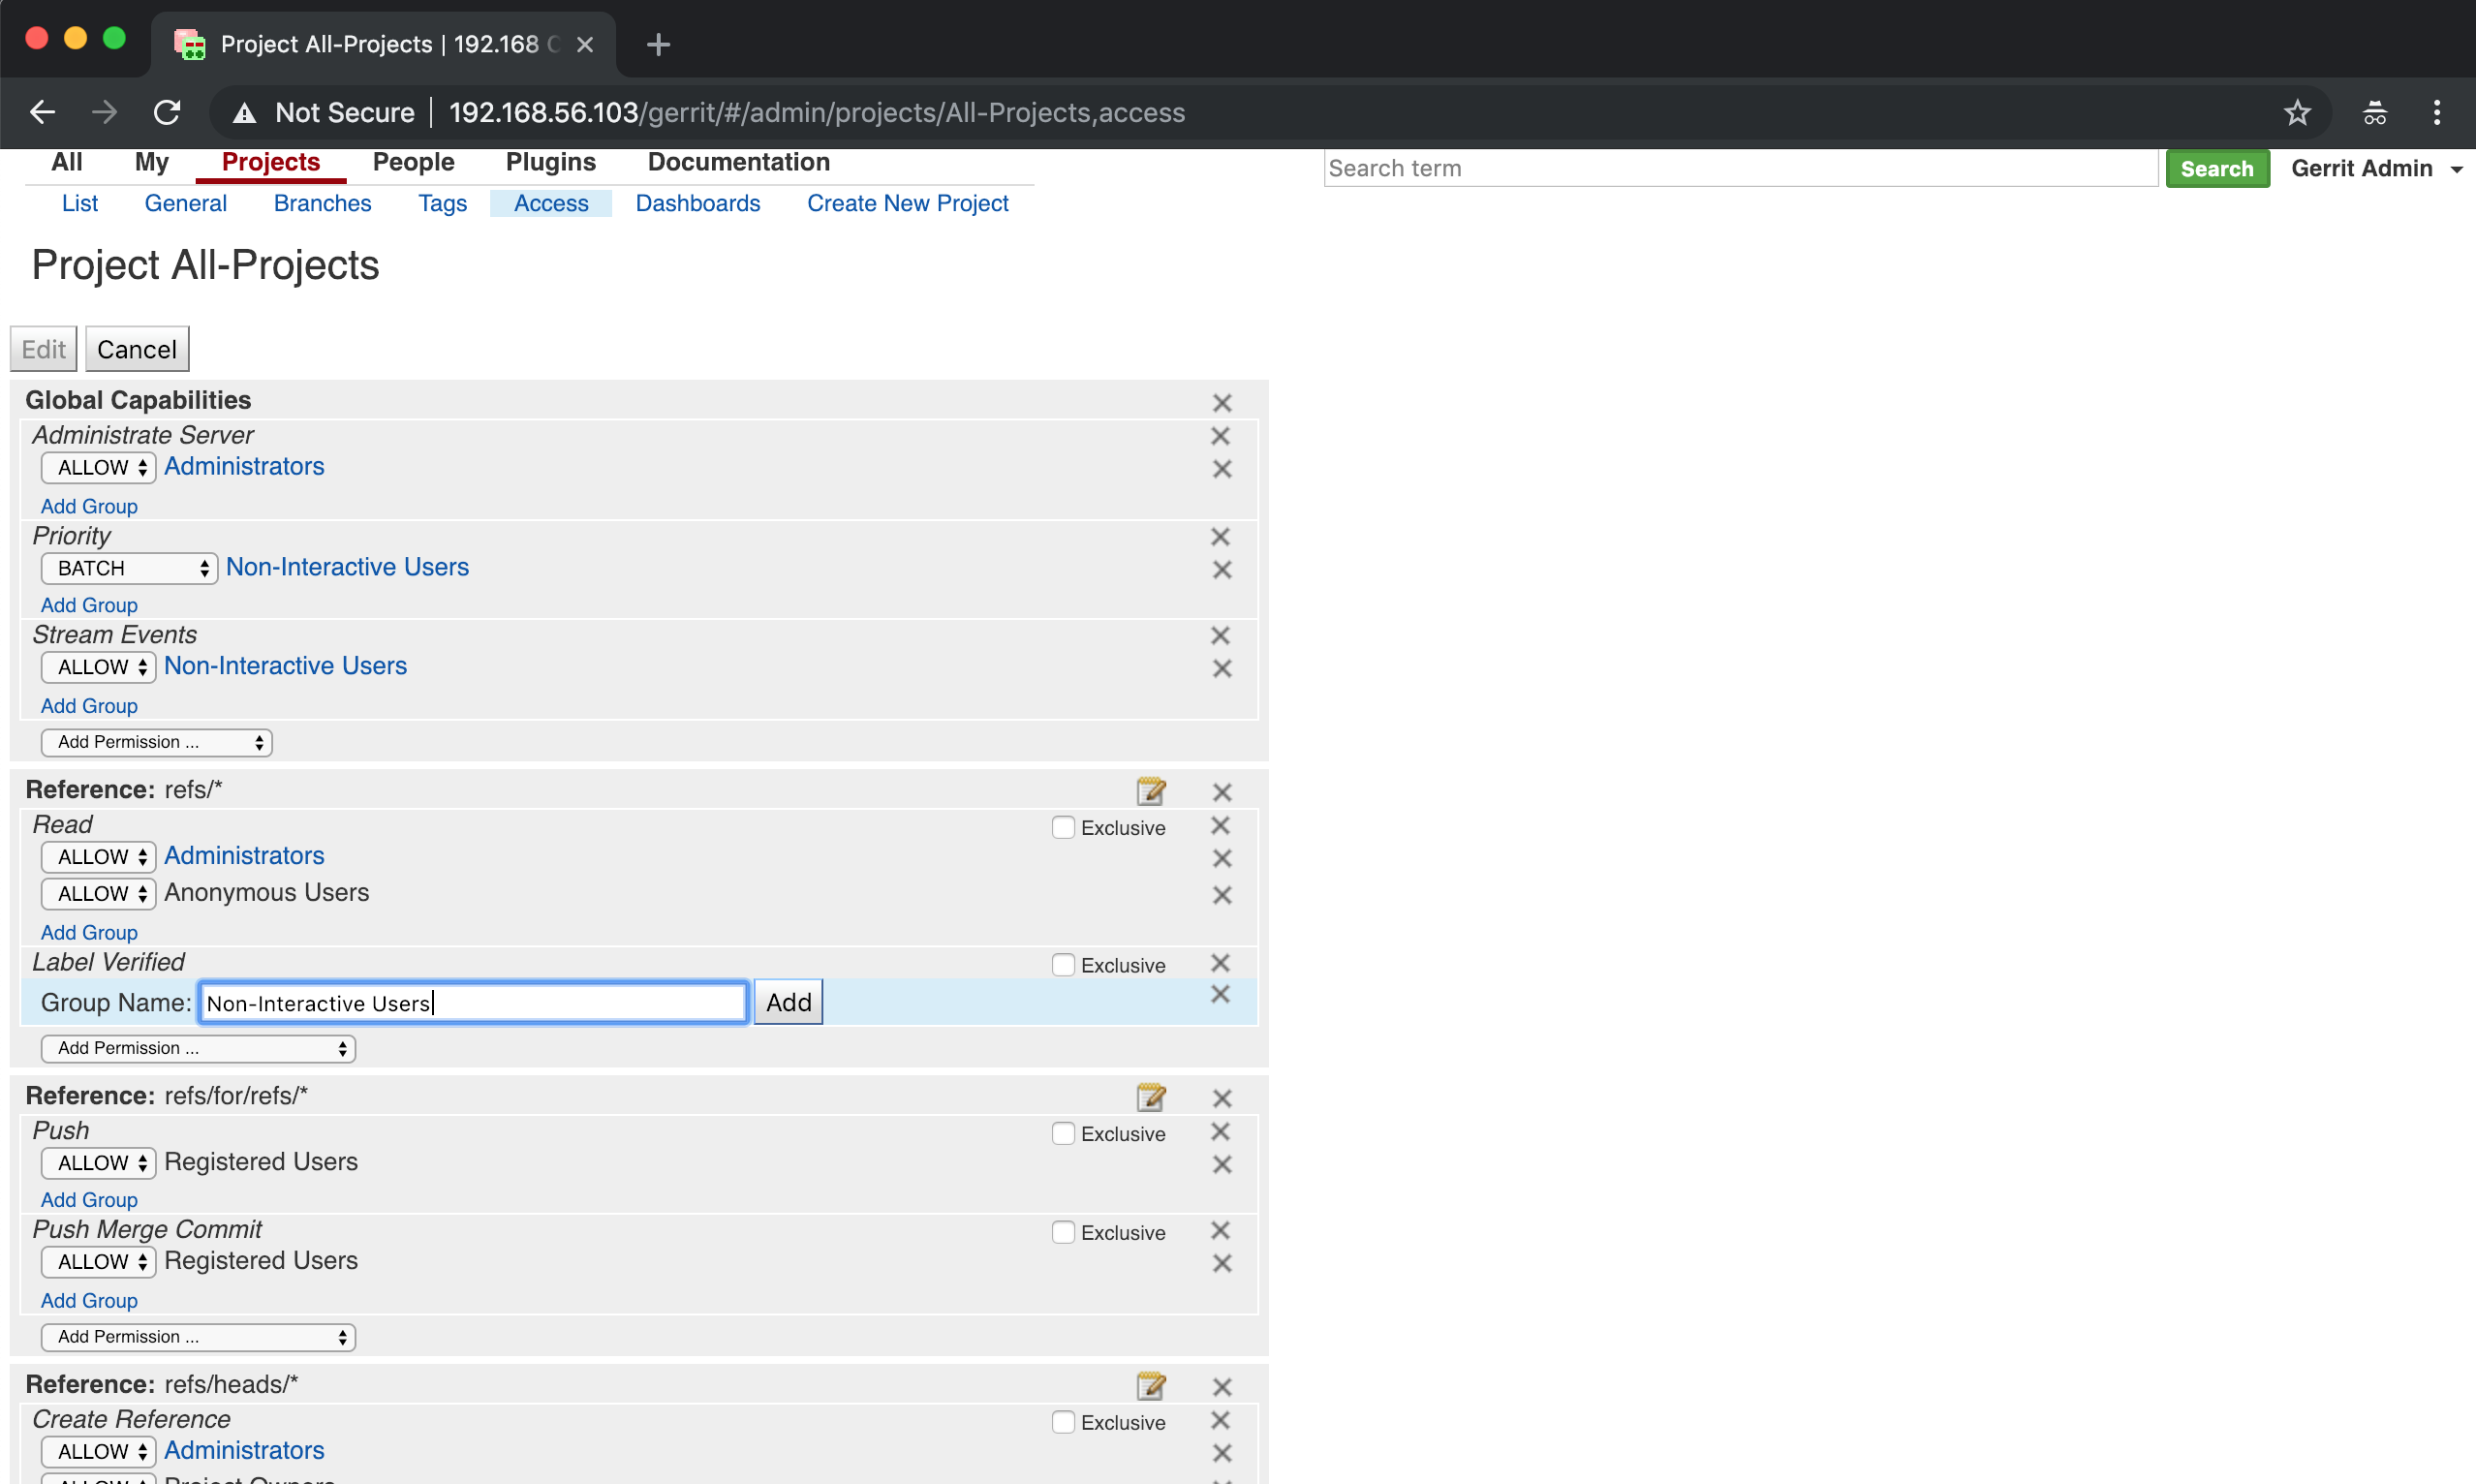 Project All-Projects | 192.168
Not Secure 192.168.56.103/gerrit/#/admin/projects/All-Projects,access
All My Projects People Plugins Documentation Search term Search Gerrit Admin
List General Branches Tags Access Dashboards Create New Project
Project All-Projects
Edit Cancel
Global Capabilities
Administrate Server
ALLOW Administrators
Add Group
Priority
BATCH Non-Interactive Users
Add Group
Stream Events
ALLOW Non-Interactive Users
Add Group
Add Permission ...
Reference: refs/*
Read Exclusive
ALLOW Administrators
ALLOW Anonymous Users
Add Group
Label Verified Exclusive
Group Name: Non-Interactive Users Add
Add Permission ...
Reference: refs/for/refs/*
Push Exclusive
ALLOW Registered Users
Add Group
Push Merge Commit Exclusive
ALLOW Registered Users
Add Group
Add Permission ...
Reference: refs/heads/*
Create Reference Exclusive
ALLOW Administrators
ALLOW Project Owners